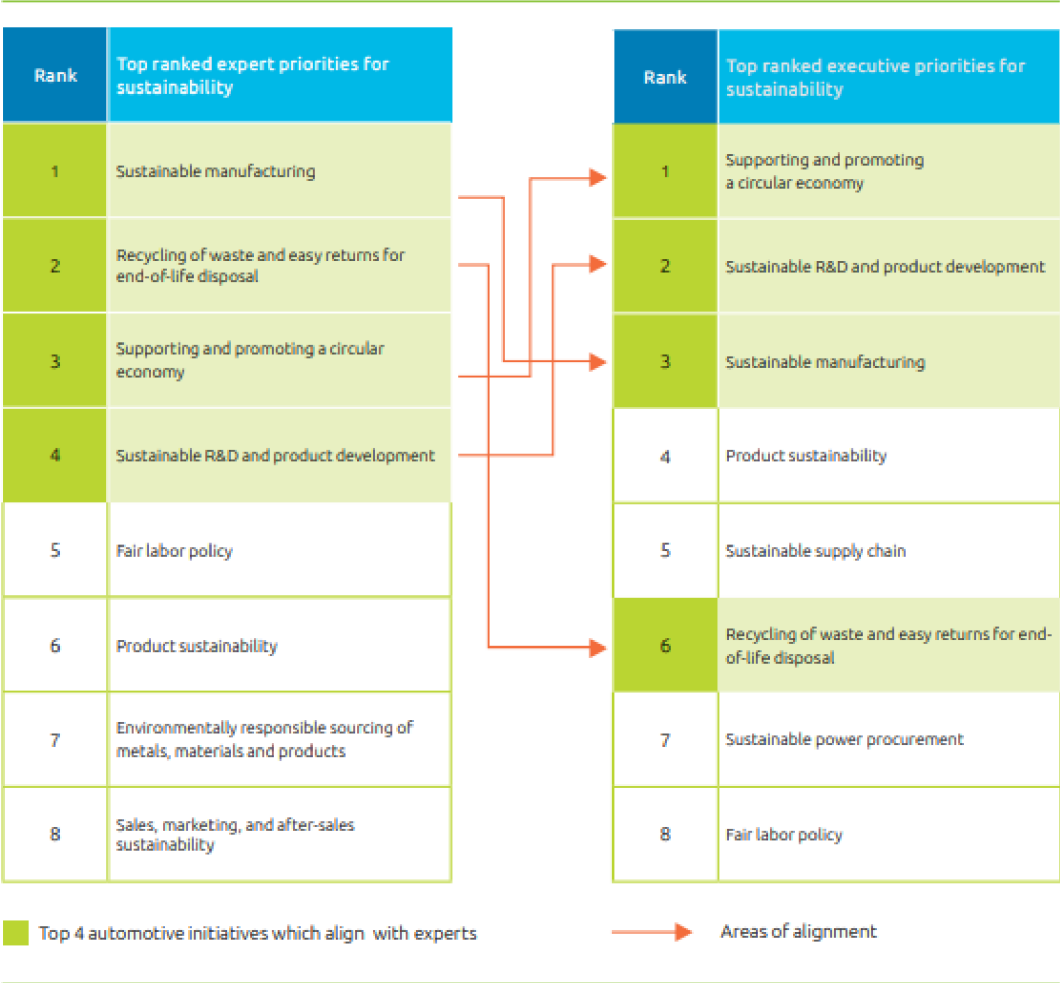 Rank
Top ranked expert priorities for
sustainability
1
Sustainable manufacturing
2
Recycling of waste and easy returns for
end-of-life disposal
3
Supporting and promoting a circular
economy
4
Sustainable R&D and product development
5
Fair labor policy
6
Product sustainability
7
Environmentally responsible sourcing of
metals, materials and products
8
Sales, marketing, and after-sales
sustainability
Rank
Top ranked executive priorities for
sustainability
1
Supporting and promoting
a circular economy
2
Sustainable R&D and product development
3
Sustainable manufacturing
4
Product sustainability
5
Sustainable supply chain
6
Recycling of waste and easy returns for end-
of-life disposal
7
Sustainable power procurement
8
Fair labor policy
Top 4 automotive initiatives which align with experts
Areas of alignment